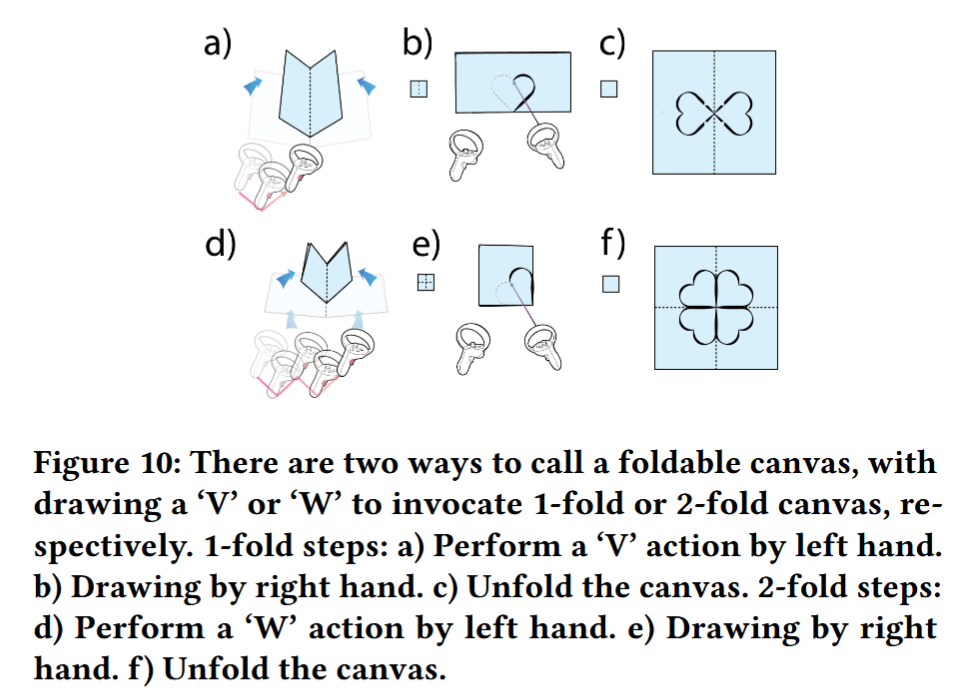 a) b) c)
d) e) f)
Figure 10: There are two ways to call a foldable canvas, with
drawing a ‘V’ or ‘W’ to invocate 1-fold or 2-fold canvas, re-
spectively. 1-fold steps: a) Perform a ‘V’ action by left hand.
b) Drawing by right hand. c) Unfold the canvas. 2-fold steps:
d) Perform a ‘W’ action by left hand. e) Drawing by right
hand. f) Unfold the canvas.